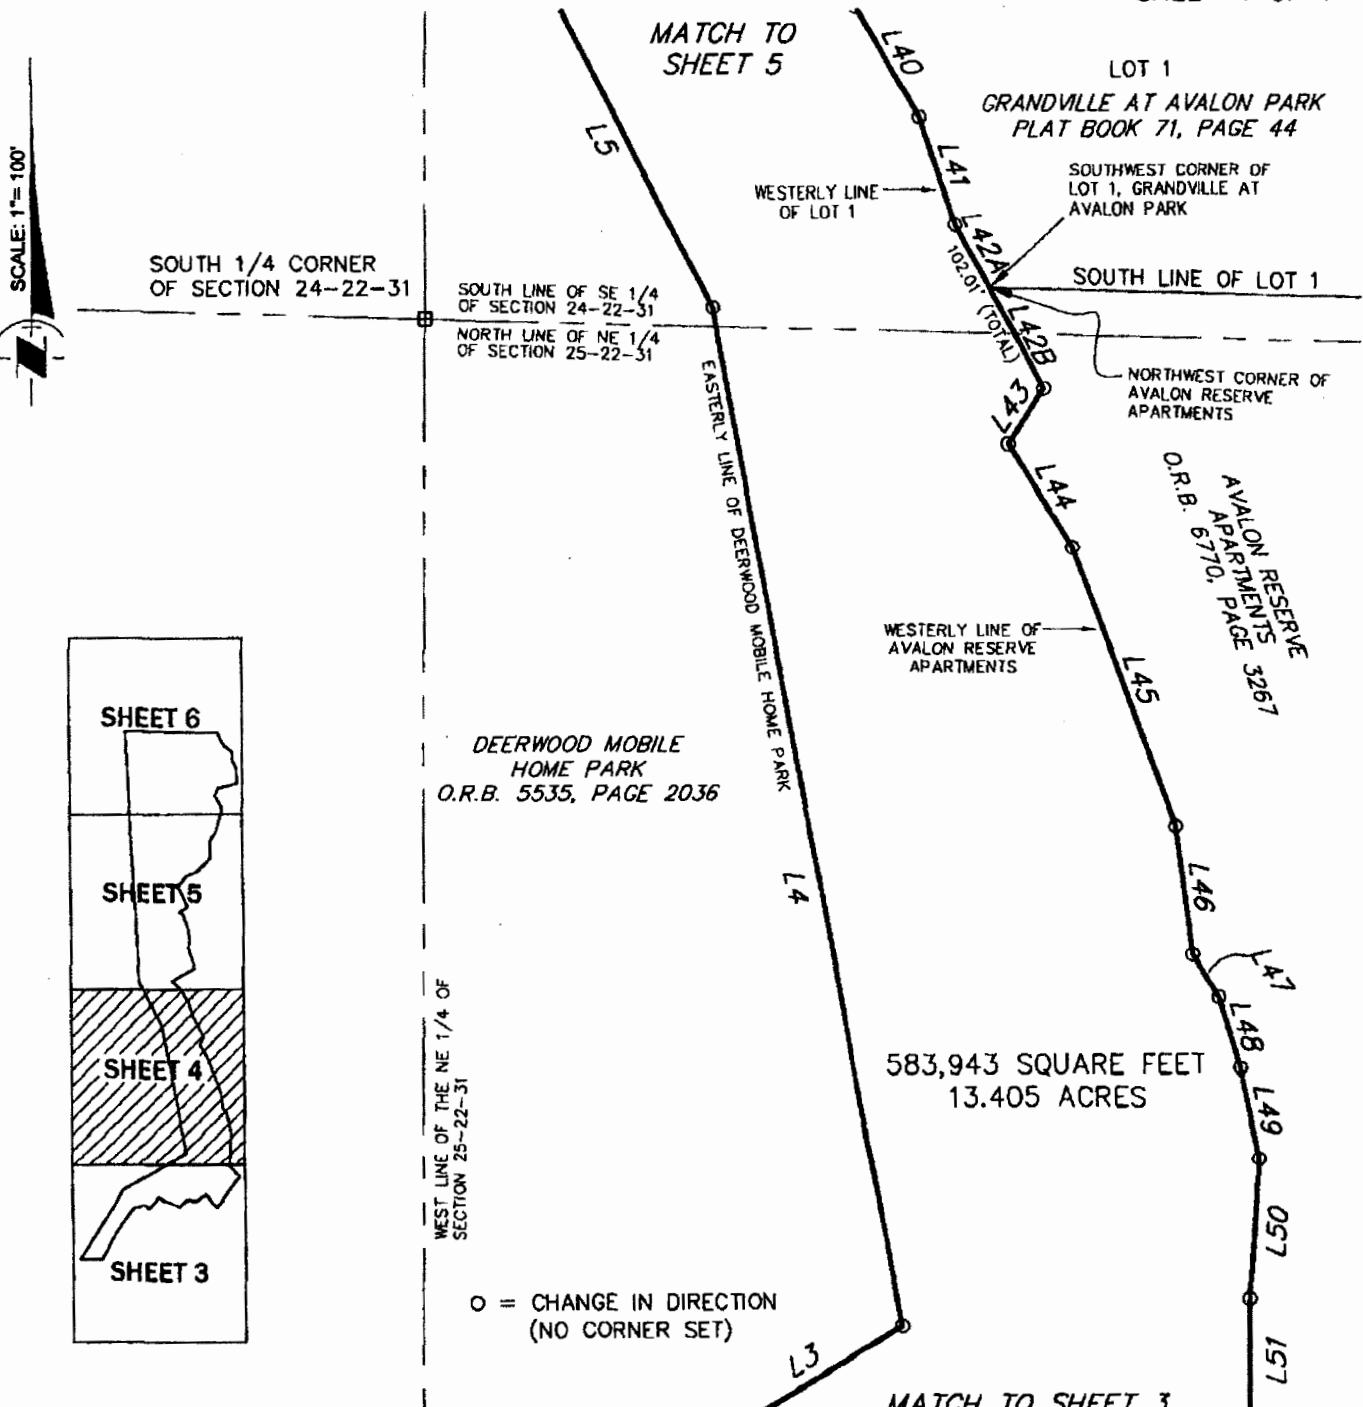 MATCH TO
SHEET 5
L40
LOT 1
GRANDVILLE AT AVALON PARK
PLAT BOOK 71, PAGE 44
L5
L41
SCALE: 1"= 100'
WESTERLY LINE
OF LOT 1
SOUTHWEST CORNER OF
LOT 1, GRANDVILLE AT
AVALON PARK
L42A
102.01' (TOTAL)
SOUTH 1/4 CORNER
OF SECTION 24-22-31
SOUTH LINE OF SE 1/4
OF SECTION 24-22-31
NORTH LINE OF NE 1/4
OF SECTION 25-22-31
SOUTH LINE OF LOT 1
L42B
NORTHWEST CORNER OF
AVALON RESERVE
APARTMENTS
L43
EASTERLY LINE OF DEERWOOD MOBILE HOME PARK
L44
AVALON RESERVE
APARTMENTS
O.R.B. 6770, PAGE 3267
WESTERLY LINE OF
AVALON RESERVE
APARTMENTS
L45
SHEET 6
DEERWOOD MOBILE
HOME PARK
O.R.B. 5535, PAGE 2036
SHEET 5
L4
L46
L47
WEST LINE OF THE NE 1/4 OF
SECTION 25-22-31
L48
SHEET 4
583,943 SQUARE FEET
13.405 ACRES
L49
L50
SHEET 3
O = CHANGE IN DIRECTION
(NO CORNER SET)
L3
L51
MATCH TO SHEET 3